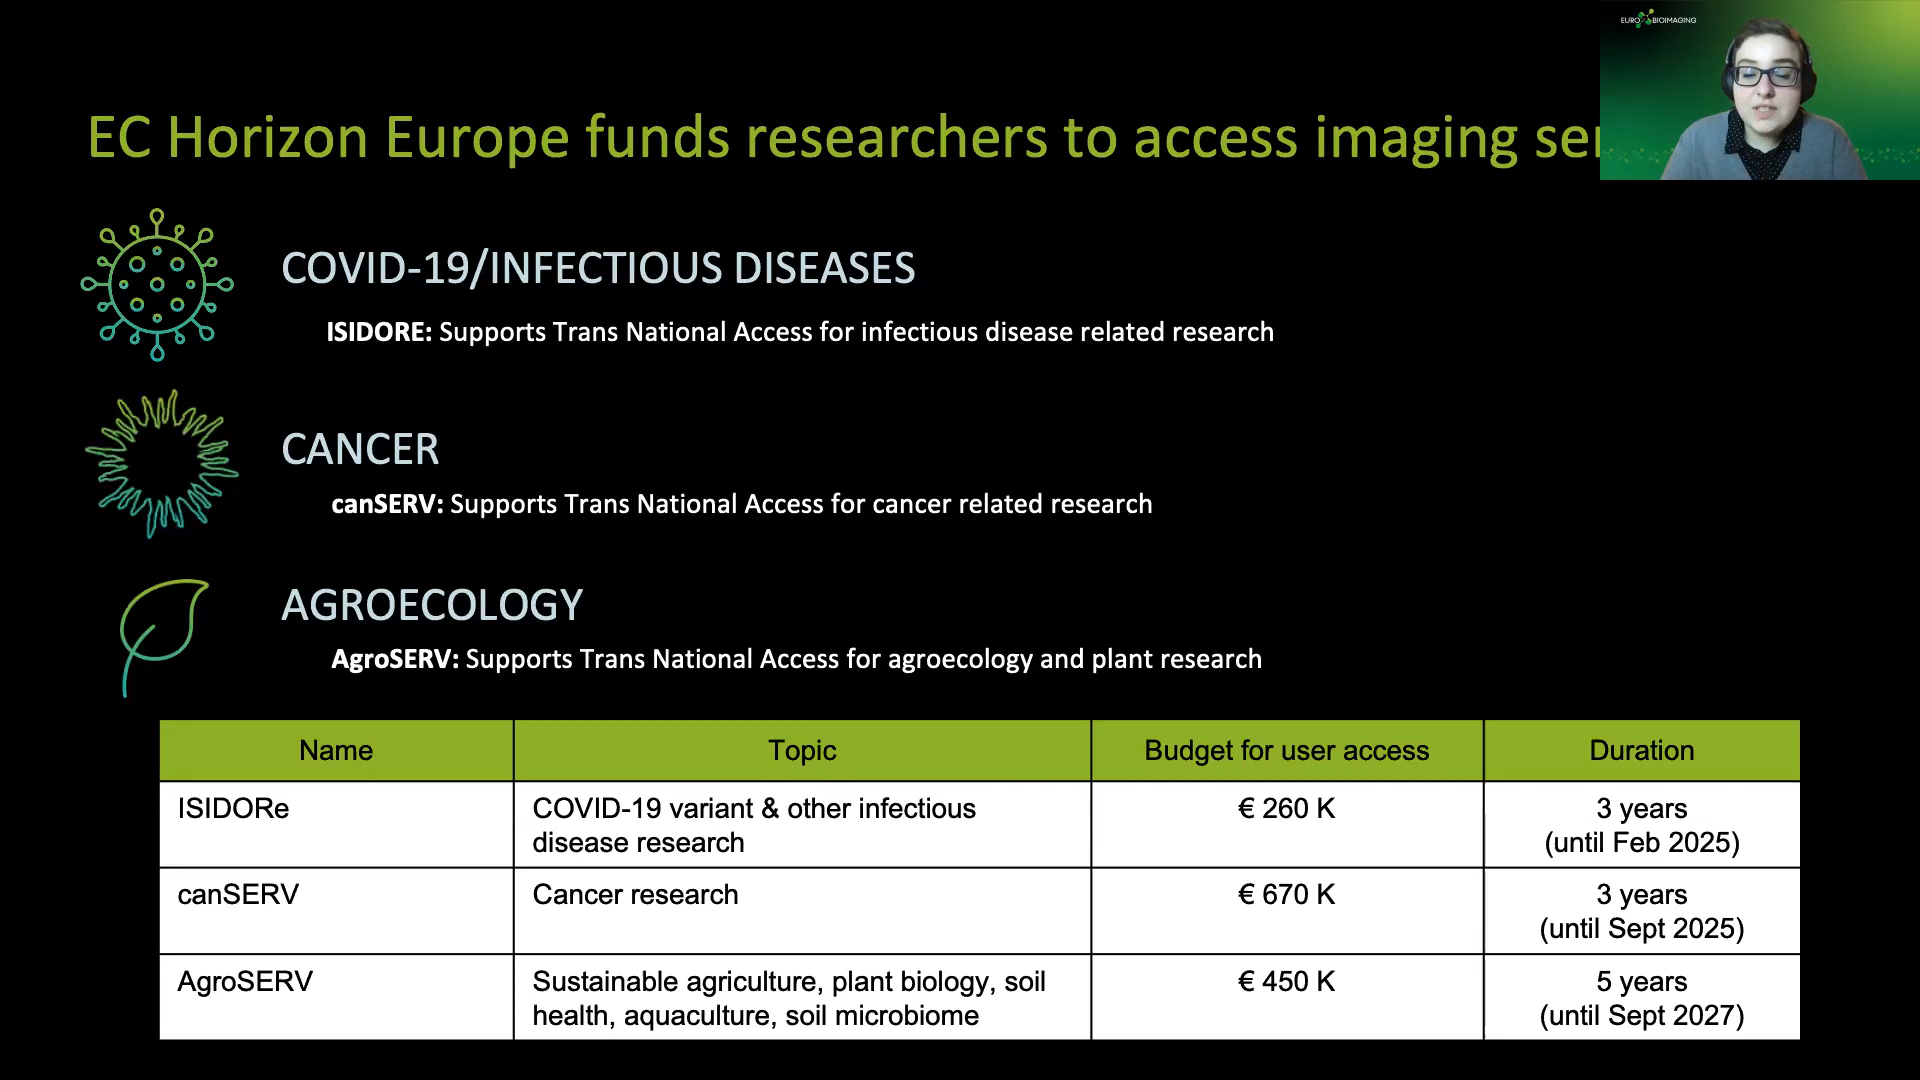 EURO BIOIMAGING
EC Horizon Europe funds researchers to access imaging
COVID-19/INFECTIOUS DISEASES
ISIDORE: Supports Trans National Access for infectious disease related research
CANCER
canSERV: Supports Trans National Access for cancer related research
AGROECOLOGY
AgroSERV: Supports Trans National Access for agroecology and plant research
Name Topic Budget for user access Duration
ISIDORe COVID-19 variant & other infectious € 260 K 3 years
disease research (until Feb 2025)
canSERV Cancer research € 670 K 3 years
(until Sept 2025)
AgroSERV Sustainable agriculture, plant biology, soil € 450 K 5 years
health, aquaculture, soil microbiome (until Sept 2027)